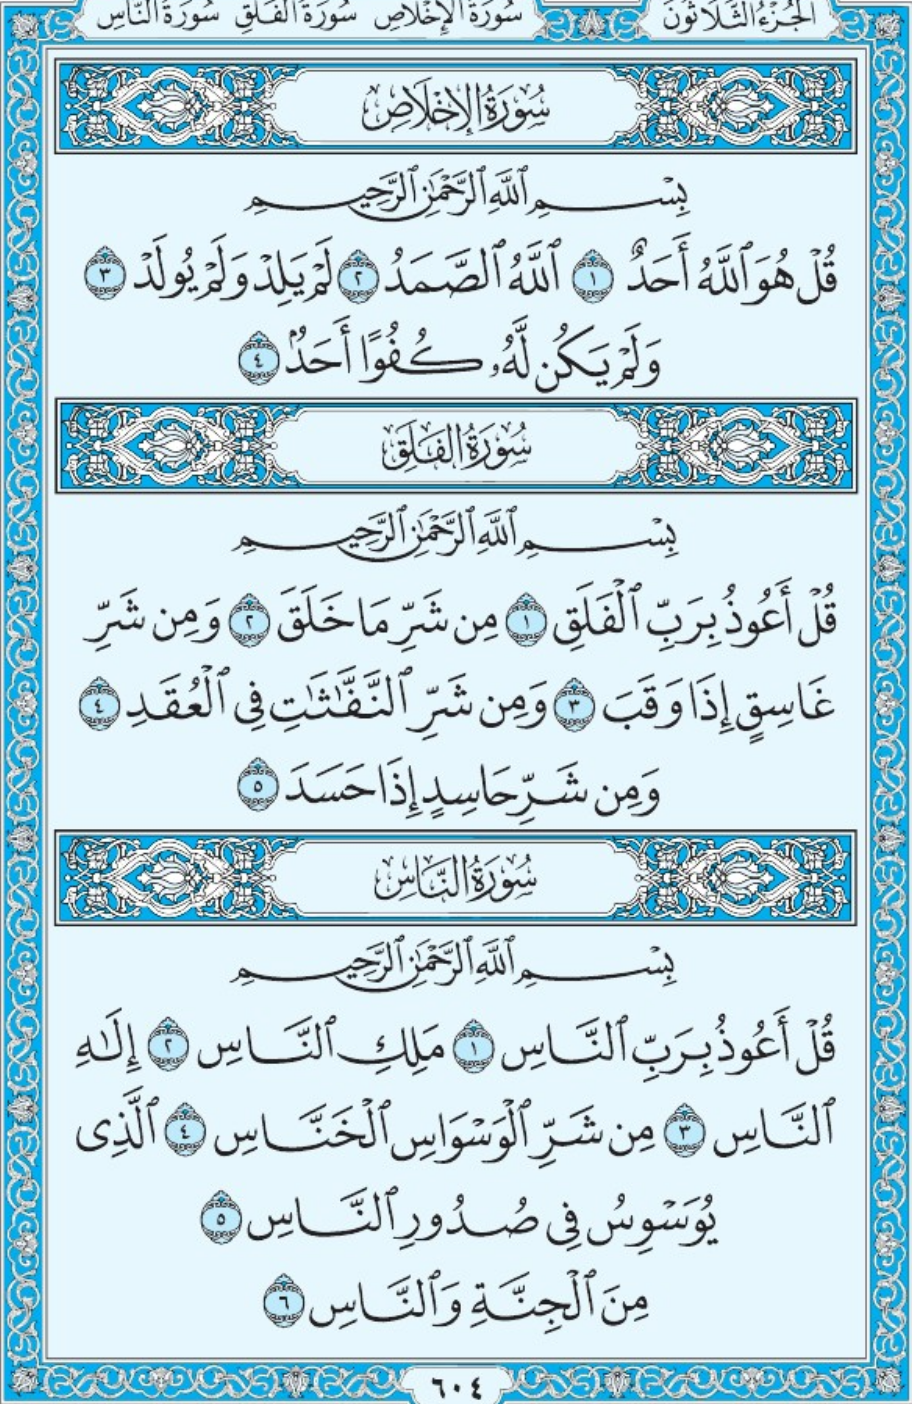 الجُزْءُ الثَّلَاثُونَ سُورَةُ الإِخْلَاصِ سُورَةُ الفَلَقِ سُورَةُ النَّاسِ
سُورَةُ الإِخْلَاصِ
بِسْمِ ٱللَّهِ ٱلرَّحْمَٰنِ ٱلرَّحِيمِ
قُلْ هُوَ ٱللَّهُ أَحَدٌ ١ ٱللَّهُ ٱلصَّمَدُ ٢ لَمْ يَلِدْ وَلَمْ يُولَدْ ٣
وَلَمْ يَكُن لَّهُۥ كُفُوًا أَحَدٌۢ ٤
سُورَةُ الفَلَقِ
بِسْمِ ٱللَّهِ ٱلرَّحْمَٰنِ ٱلرَّحِيمِ
قُلْ أَعُوذُ بِرَبِّ ٱلْفَلَقِ ١ مِن شَرِّ مَا خَلَقَ ٢ وَمِن شَرِّ
غَاسِقٍ إِذَا وَقَبَ ٣ وَمِن شَرِّ ٱلنَّفَّٰثَٰتِ فِى ٱلْعُقَدِ ٤
وَمِن شَرِّ حَاسِدٍ إِذَا حَسَدَ ٥
سُورَةُ النَّاسِ
بِسْمِ ٱللَّهِ ٱلرَّحْمَٰنِ ٱلرَّحِيمِ
قُلْ أَعُوذُ بِرَبِّ ٱلنَّاسِ ١ مَلِكِ ٱلنَّاسِ ٢ إِلَٰهِ
ٱلنَّاسِ ٣ مِن شَرِّ ٱلْوَسْوَاسِ ٱلْخَنَّاسِ ٤ ٱلَّذِى
يُوَسْوِسُ فِى صُدُورِ ٱلنَّاسِ ٥
مِنَ ٱلْجِنَّةِ وَٱلنَّاسِ ٦
٦٠٤